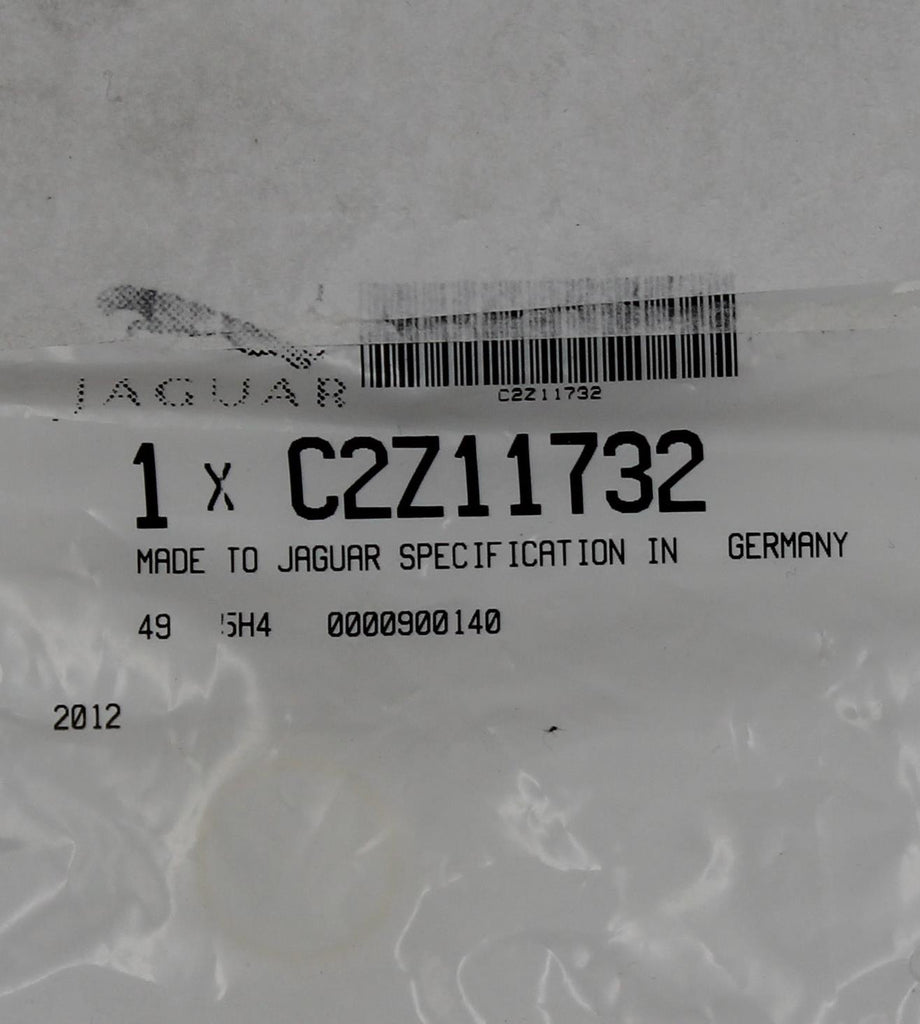 JAGUAR
C2Z11732
1 x C2Z11732
MADE TO JAGUAR SPECIFICATION IN GERMANY
49 5H4 0000900140
2012